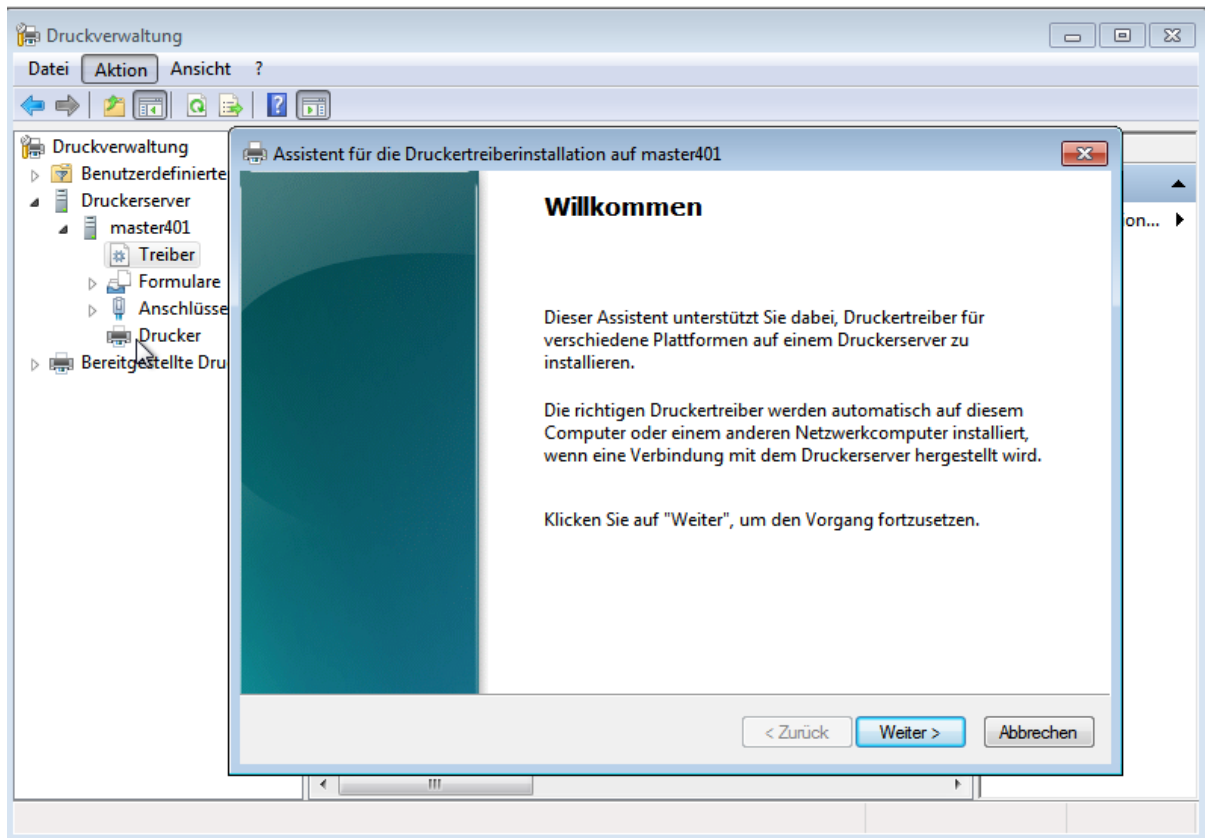 Druckverwaltung
Datei Aktion Ansicht ?
Druckverwaltung
Benutzerdefinierte
Druckerserver
master401
Treiber
Formulare
Anschlüsse
Drucker
Bereitgestellte Dru
Assistent für die Druckertreiberinstallation auf master401
Willkommen
Dieser Assistent unterstützt Sie dabei, Druckertreiber für
verschiedene Plattformen auf einem Druckerserver zu
installieren.
Die richtigen Druckertreiber werden automatisch auf diesem
Computer oder einem anderen Netzwerkcomputer installiert,
wenn eine Verbindung mit dem Druckerserver hergestellt wird.
Klicken Sie auf "Weiter", um den Vorgang fortzusetzen.
< Zurück Weiter > Abbrechen
ion...